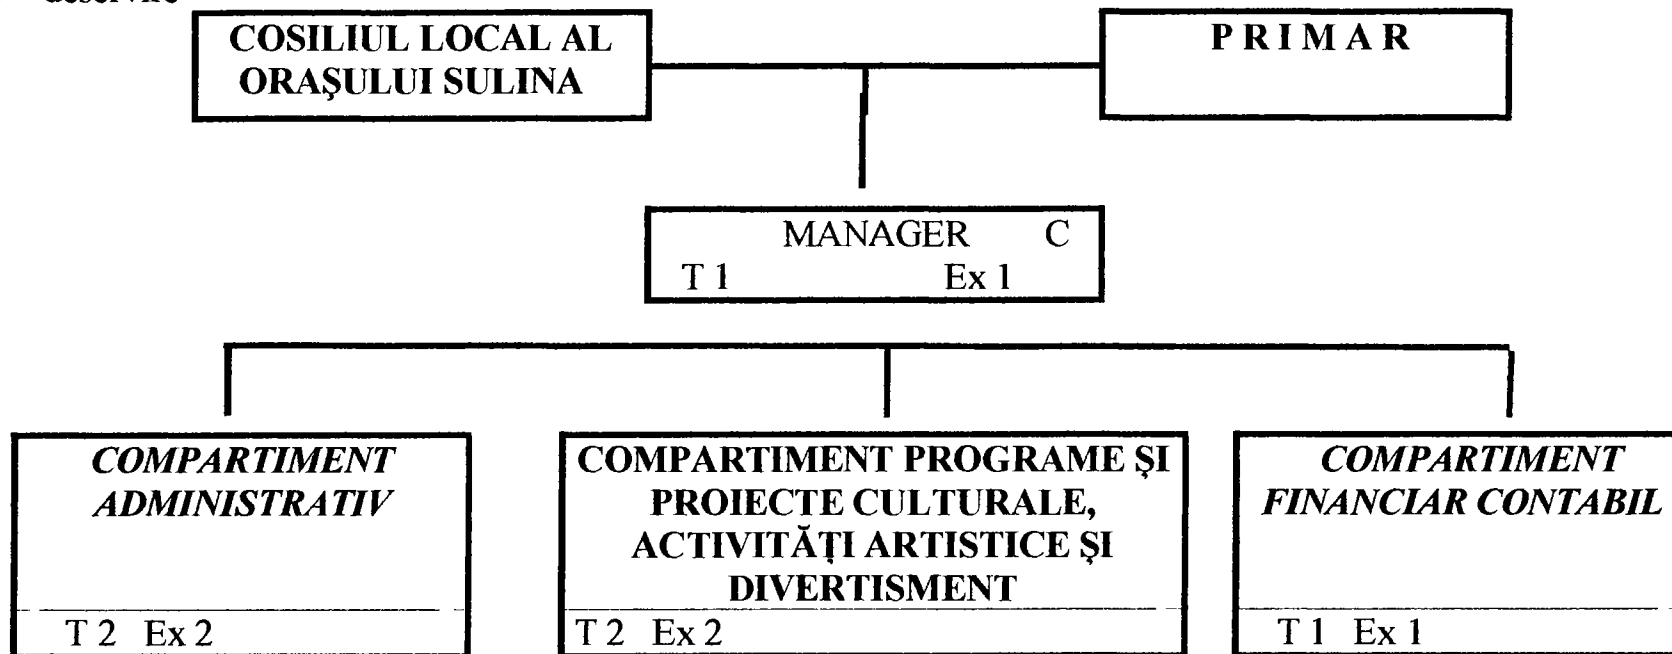 deservire
COSILIUL LOCAL AL
ORAŞULUI SULINA
P R I M A R
MANAGER C
T 1 Ex 1
COMPARTIMENT
ADMINISTRATIV
T 2 Ex 2
COMPARTIMENT PROGRAME ŞI
PROIECTE CULTURALE,
ACTIVITĂŢI ARTISTICE ŞI
DIVERTISMENT
T 2 Ex 2
COMPARTIMENT
FINANCIAR CONTABIL
T 1 Ex 1